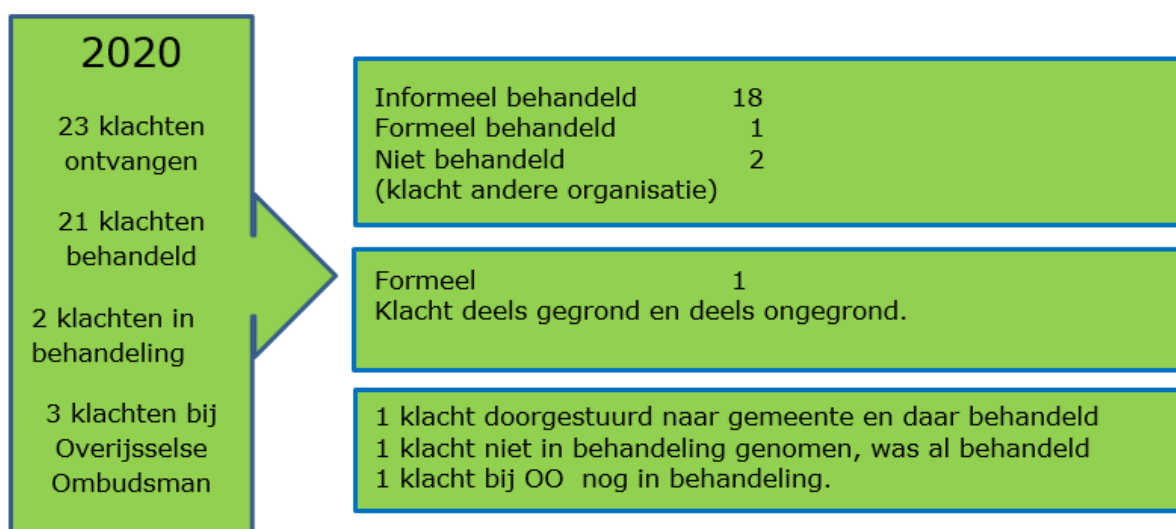 2020
23 klachten
ontvangen
21 klachten
behandeld
2 klachten in
behandeling
3 klachten bij
Overijsselse
Ombudsman
Informeel behandeld 18
Formeel behandeld 1
Niet behandeld 2
(klacht andere organisatie)
Formeel 1
Klacht deels gegrond en deels ongegrond.
1 klacht doorgestuurd naar gemeente en daar behandeld
1 klacht niet in behandeling genomen, was al behandeld
1 klacht bij OO nog in behandeling.